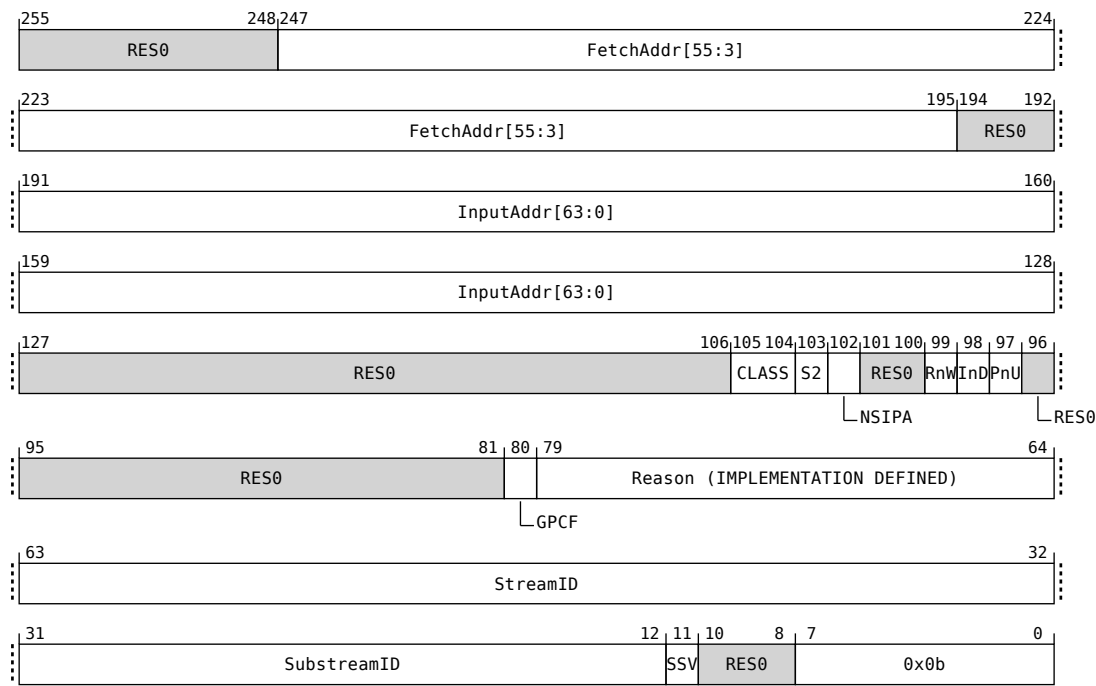 255 248 247 224
RES0 FetchAddr[55:3]
223 195 194 192
FetchAddr[55:3] RES0
191 160
InputAddr[63:0]
159 128
InputAddr[63:0]
127 106 105 104 103 102 101 100 99 98 97 96
RES0 CLASS S2 RES0 RnW InD PnU
NSIPA RES0
95 81 80 79 64
RES0 Reason (IMPLEMENTATION DEFINED)
GPCF
63 32
StreamID
31 12 11 10 8 7 0
SubstreamID SSV RES0 0x0b